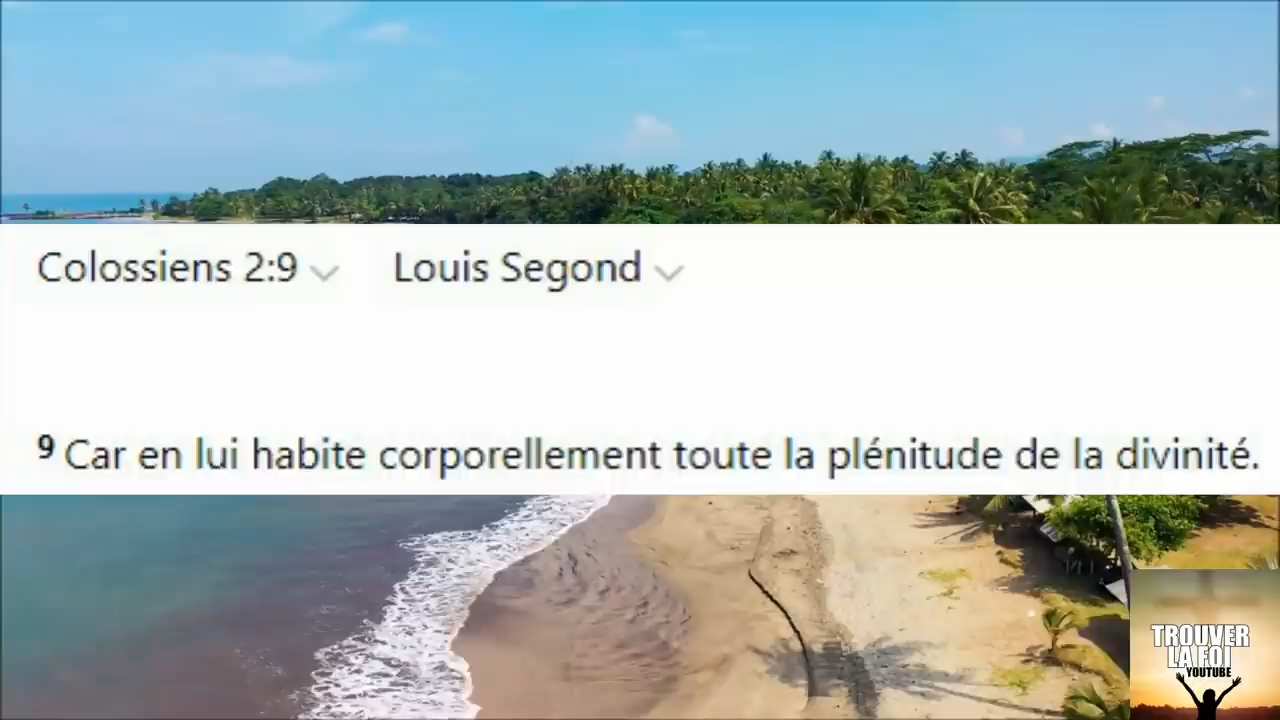 Colossiens 2:9 Louis Segond
9 Car en lui habite corporellement toute la plénitude de la divinité.
TROUVER
LA FOI
YOUTUBE